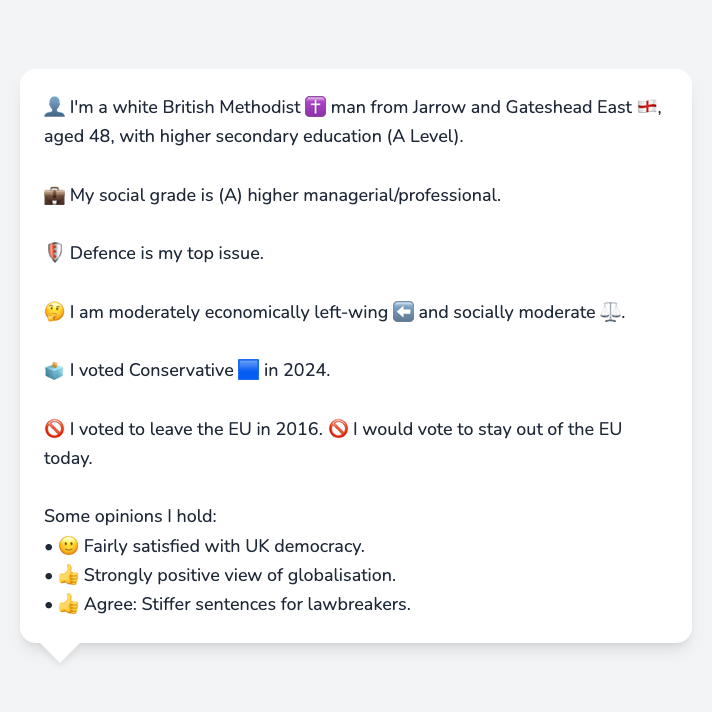 👤 I'm a white British Methodist ✝️ man from Jarrow and Gateshead East 🏴󠁧󠁢󠁥󠁮󠁧󠁿,
aged 48, with higher secondary education (A Level).
💼 My social grade is (A) higher managerial/professional.
🛡️ Defence is my top issue.
🤔 I am moderately economically left-wing ⬅️ and socially moderate ⚖️.
🗳️ I voted Conservative 🟦 in 2024.
🚫 I voted to leave the EU in 2016. 🚫 I would vote to stay out of the EU
today.
Some opinions I hold:
• 🙂 Fairly satisfied with UK democracy.
• 👍 Strongly positive view of globalisation.
• 👍 Agree: Stiffer sentences for lawbreakers.